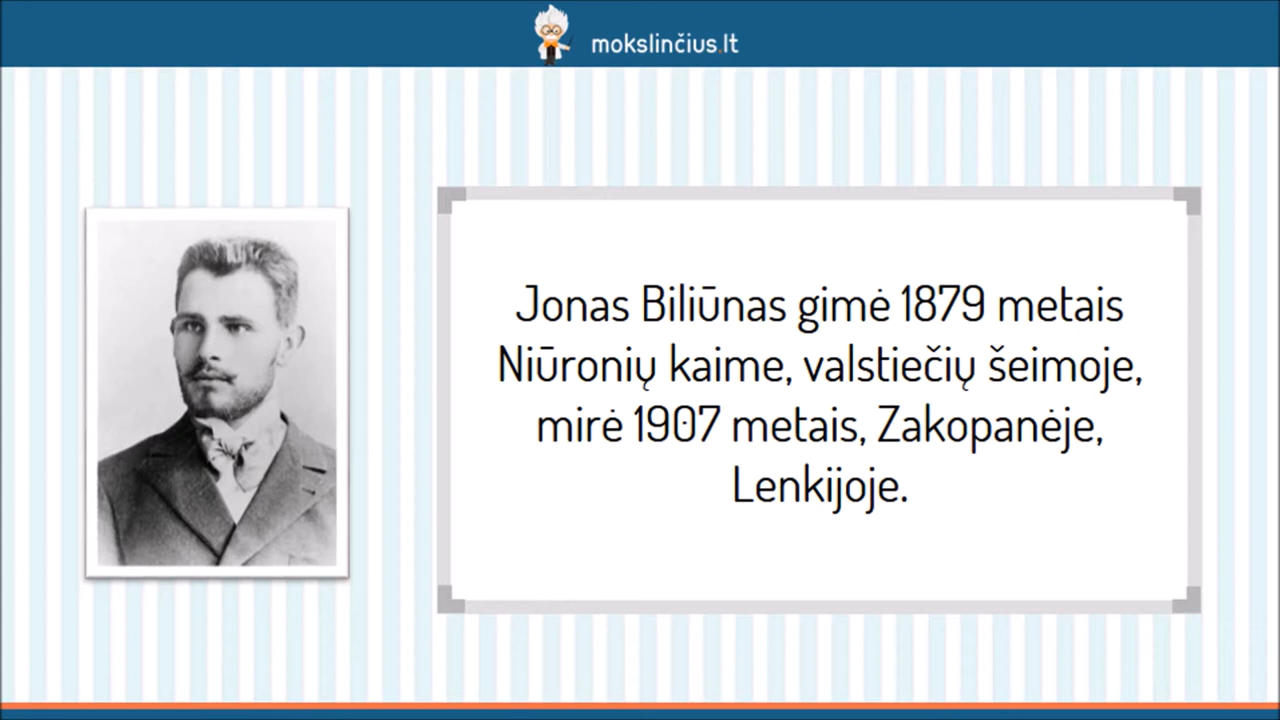 mokslinčius.lt
Jonas Biliūnas gimė 1879 metais
Niūronių kaime, valstiečių šeimoje,
mirė 1907 metais, Zakopanėje,
Lenkijoje.